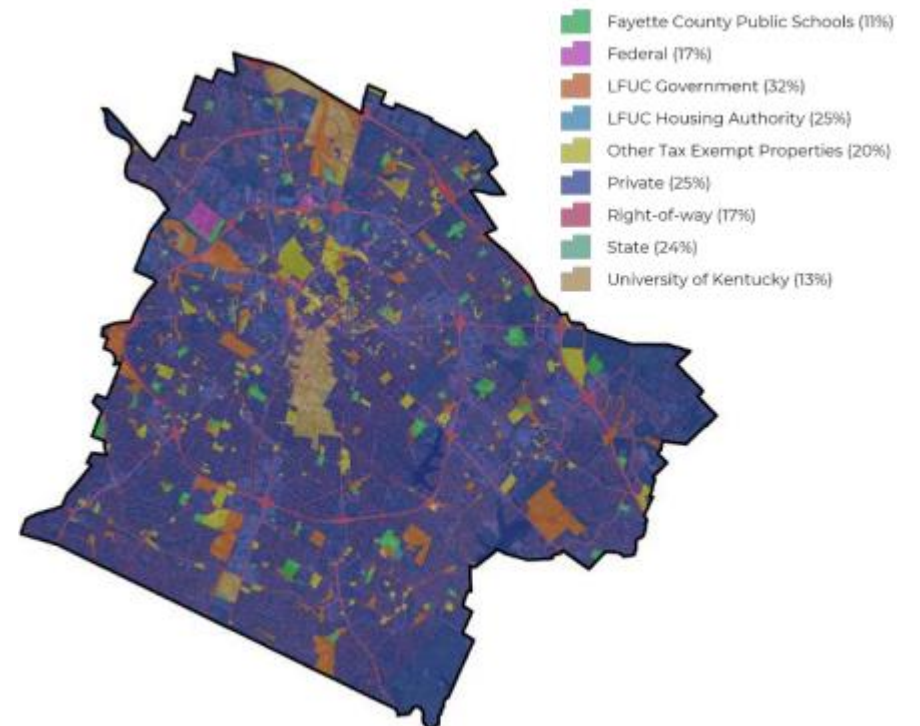 Fayette County Public Schools (11%)
Federal (17%)
LFUC Government (32%)
LFUC Housing Authority (25%)
Other Tax Exempt Properties (20%)
Private (25%)
Right-of-way (17%)
State (24%)
University of Kentucky (13%)